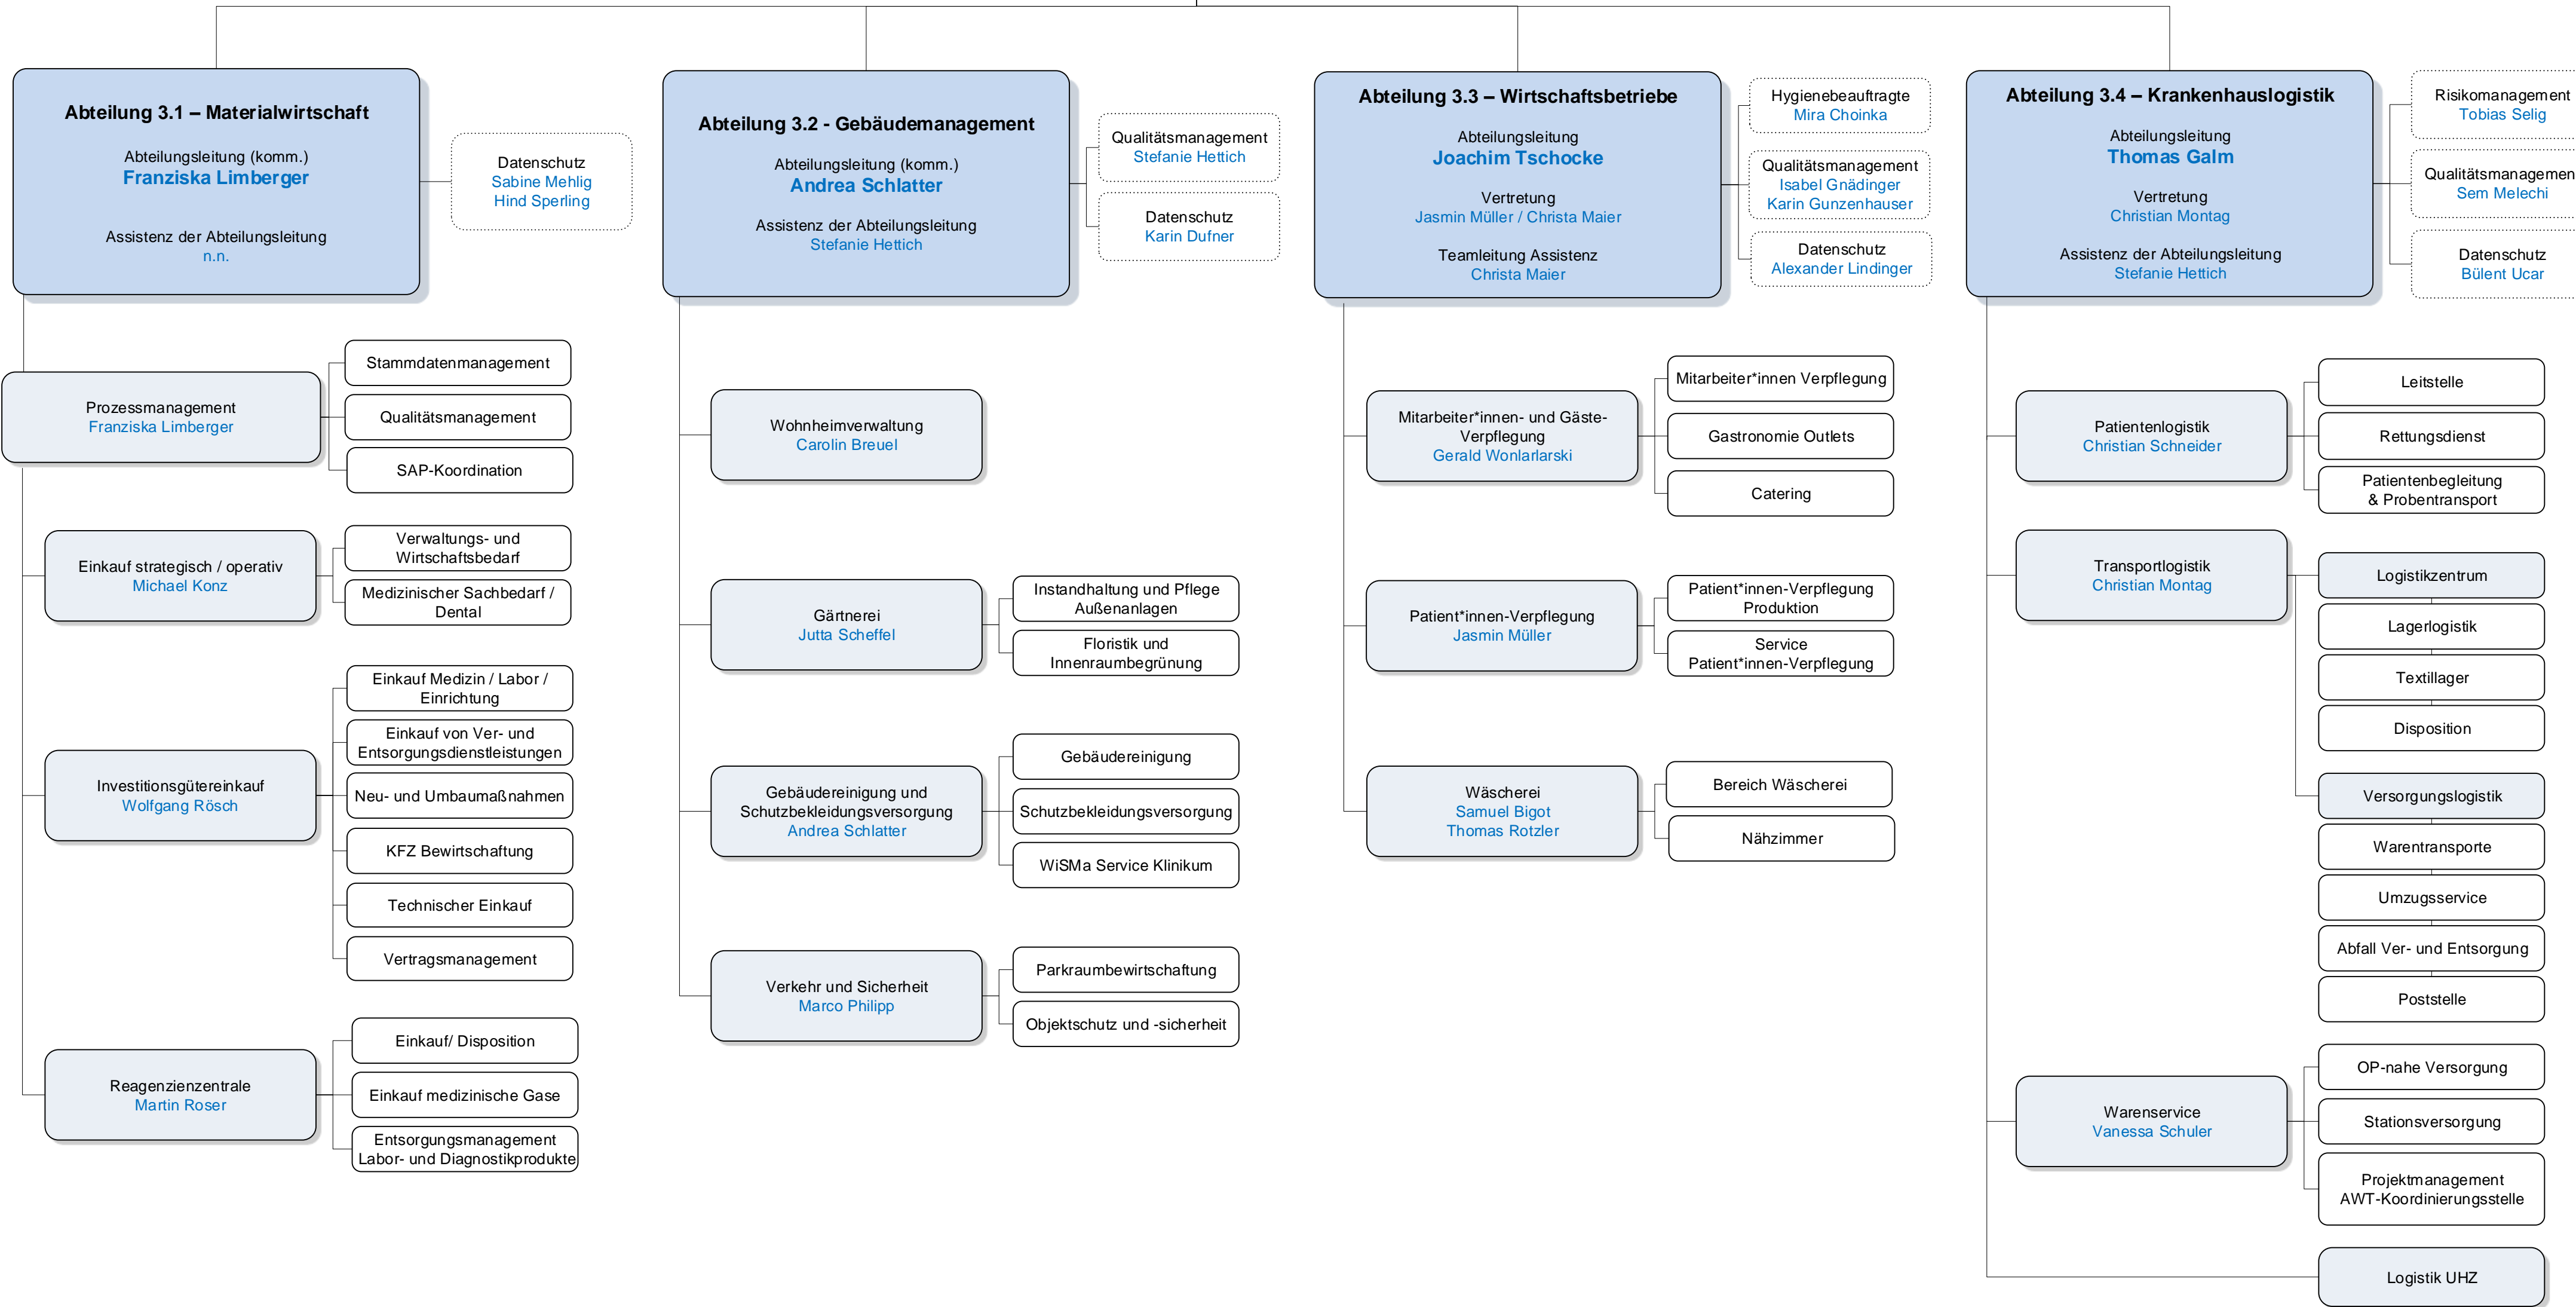 Abteilung 3.1 – Materialwirtschaft
Abteilungsleitung (komm.)
Franziska Limberger
Assistenz der Abteilungsleitung
n.n.
Datenschutz
Sabine Mehlig
Hind Sperling
Prozessmanagement
Franziska Limberger
Stammdatenmanagement
Qualitätsmanagement
SAP-Koordination
Einkauf strategisch / operativ
Michael Konz
Verwaltungs- und
Wirtschaftsbedarf
Medizinischer Sachbedarf /
Dental
Investitionsgütereinkauf
Wolfgang Rösch
Einkauf Medizin / Labor /
Einrichtung
Einkauf von Ver- und
Entsorgungsdienstleistungen
Neu- und Umbaumaßnahmen
KFZ Bewirtschaftung
Technischer Einkauf
Vertragsmanagement
Reagenzienzentrale
Martin Roser
Einkauf/ Disposition
Einkauf medizinische Gase
Entsorgungsmanagement
Labor- und Diagnostikprodukte
Abteilung 3.2 - Gebäudemanagement
Abteilungsleitung (komm.)
Andrea Schlatter
Assistenz der Abteilungsleitung
Stefanie Hettich
Qualitätsmanagement
Stefanie Hettich
Datenschutz
Karin Dufner
Wohnheimverwaltung
Carolin Breuel
Gärtnerei
Jutta Scheffel
Instandhaltung und Pflege
Außenanlagen
Floristik und
Innenraumbegrünung
Gebäudereinigung und
Schutzbekleidungsversorgung
Andrea Schlatter
Gebäudereinigung
Schutzbekleidungsversorgung
WiSMa Service Klinikum
Verkehr und Sicherheit
Marco Philipp
Parkraumbewirtschaftung
Objektschutz und -sicherheit
Abteilung 3.3 – Wirtschaftsbetriebe
Abteilungsleitung
Joachim Tschocke
Vertretung
Jasmin Müller / Christa Maier
Teamleitung Assistenz
Christa Maier
Hygienebeauftragte
Mira Choinka
Qualitätsmanagement
Isabel Gnädinger
Karin Gunzenhauser
Datenschutz
Alexander Lindinger
Mitarbeiter*innen- und Gäste-
Verpflegung
Gerald Wonlarlarski
Mitarbeiter*innen Verpflegung
Gastronomie Outlets
Catering
Patient*innen-Verpflegung
Jasmin Müller
Patient*innen-Verpflegung
Produktion
Service
Patient*innen-Verpflegung
Wäscherei
Samuel Bigot
Thomas Rotzler
Bereich Wäscherei
Nähzimmer
Abteilung 3.4 – Krankenhauslogistik
Abteilungsleitung
Thomas Galm
Vertretung
Christian Montag
Assistenz der Abteilungsleitung
Stefanie Hettich
Risikomanagement
Tobias Selig
Qualitätsmanagemen
Sem Melechi
Datenschutz
Bülent Ucar
Patientenlogistik
Christian Schneider
Leitstelle
Rettungsdienst
Patientenbegleitung
& Probentransport
Transportlogistik
Christian Montag
Logistikzentrum
Lagerlogistik
Textillager
Disposition
Versorgungslogistik
Warentransporte
Umzugsservice
Abfall Ver- und Entsorgung
Poststelle
Warenservice
Vanessa Schuler
OP-nahe Versorgung
Stationsversorgung
Projektmanagement
AWT-Koordinierungsstelle
Logistik UHZ